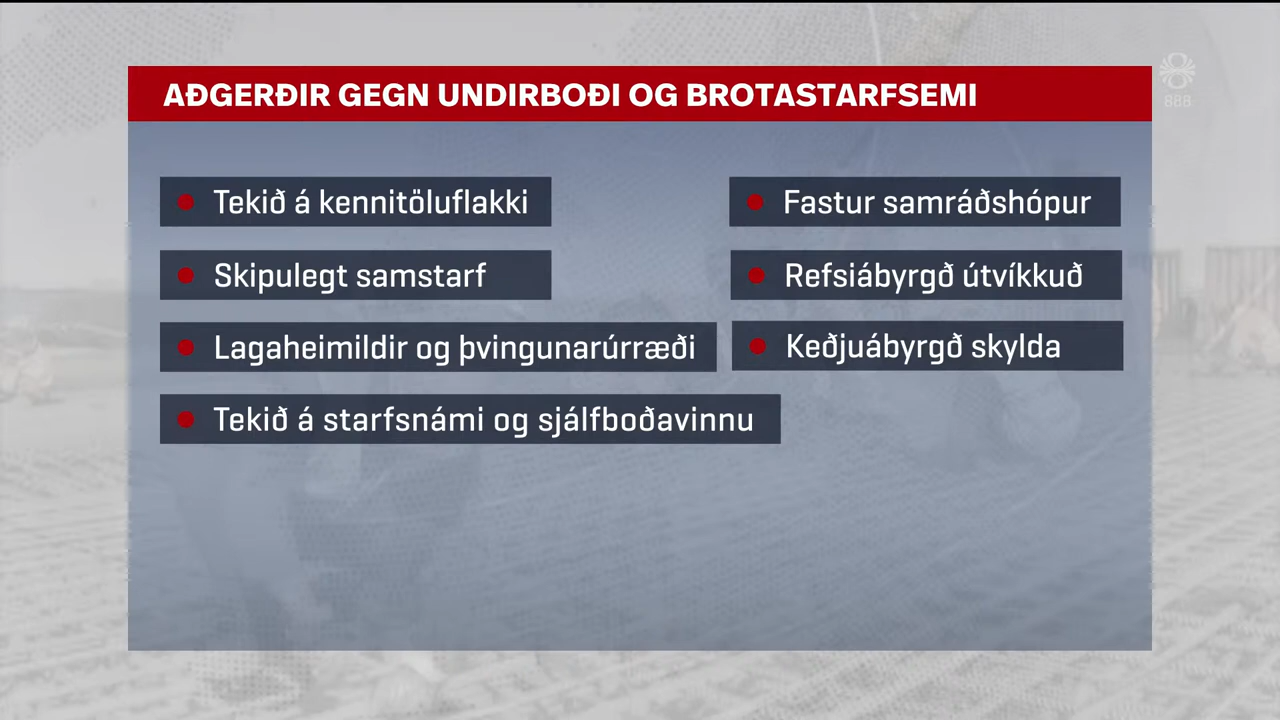 AÐGERÐIR GEGN UNDIRBOÐI OG BROTASTARFSEMI
888
Tekið á kennitöluflakki
Skipulegt samstarf
Lagaheimildir og þvingunarúrræði
Tekið á starfsnámi og sjálfboðavinnu
Fastur samráðshópur
Refsiábyrgð útvíkkuð
Keðjuábyrgð skylda